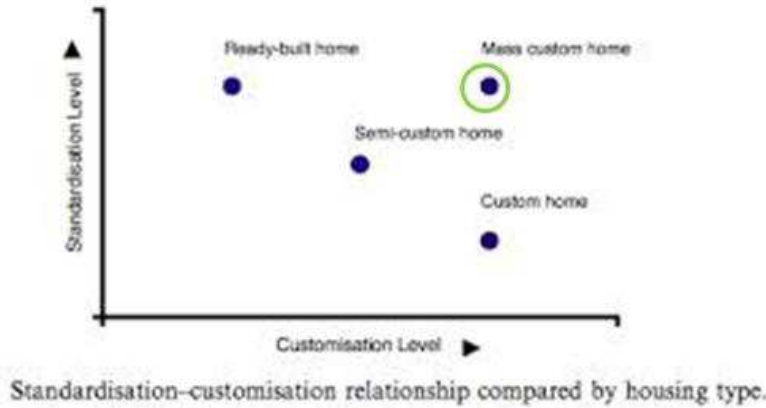 Ready-built home
Mass custom home
Semi-custom home
Custom home
Standardisation Level
Customisation Level
Standardisation–customisation relationship compared by housing type.